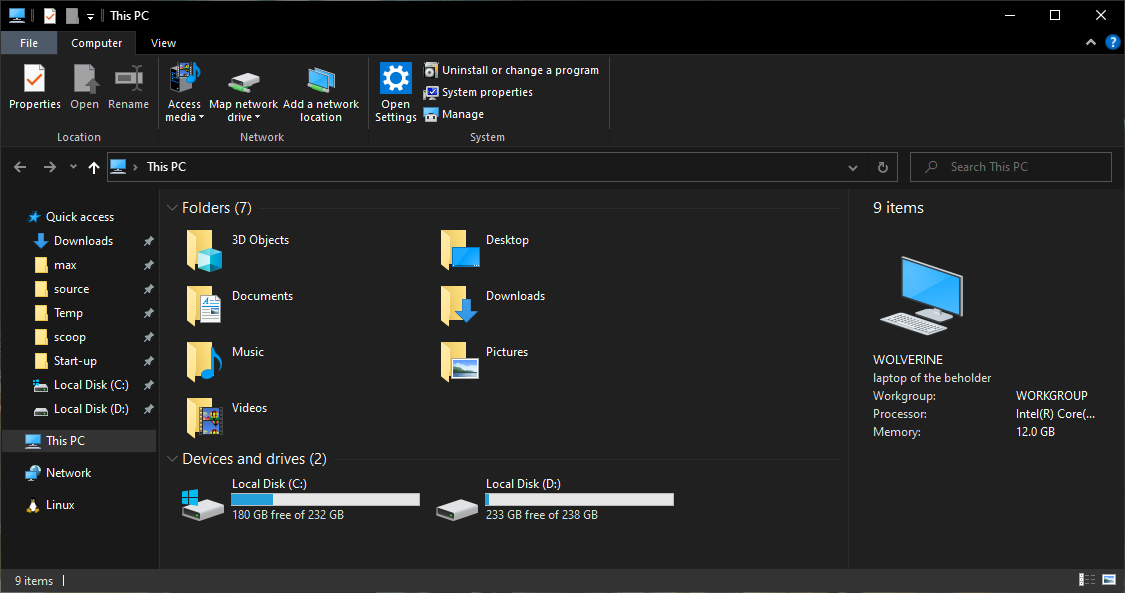 This PC
File Computer View
Properties Open Rename
Access media
Map network drive
Add a network location
Open Settings
Uninstall or change a program
System properties
Manage
Location Network System
This PC
Search This PC
Quick access
Downloads
max
source
Temp
scoop
Start-up
Local Disk (C:)
Local Disk (D:)
This PC
Network
Linux
Folders (7)
3D Objects
Desktop
Documents
Downloads
Music
Pictures
Videos
Devices and drives (2)
Local Disk (C:)
180 GB free of 232 GB
Local Disk (D:)
233 GB free of 238 GB
9 items
WOLVERINE
laptop of the beholder
Workgroup: WORKGROUP
Processor: Intel(R) Core(...
Memory: 12.0 GB
9 items